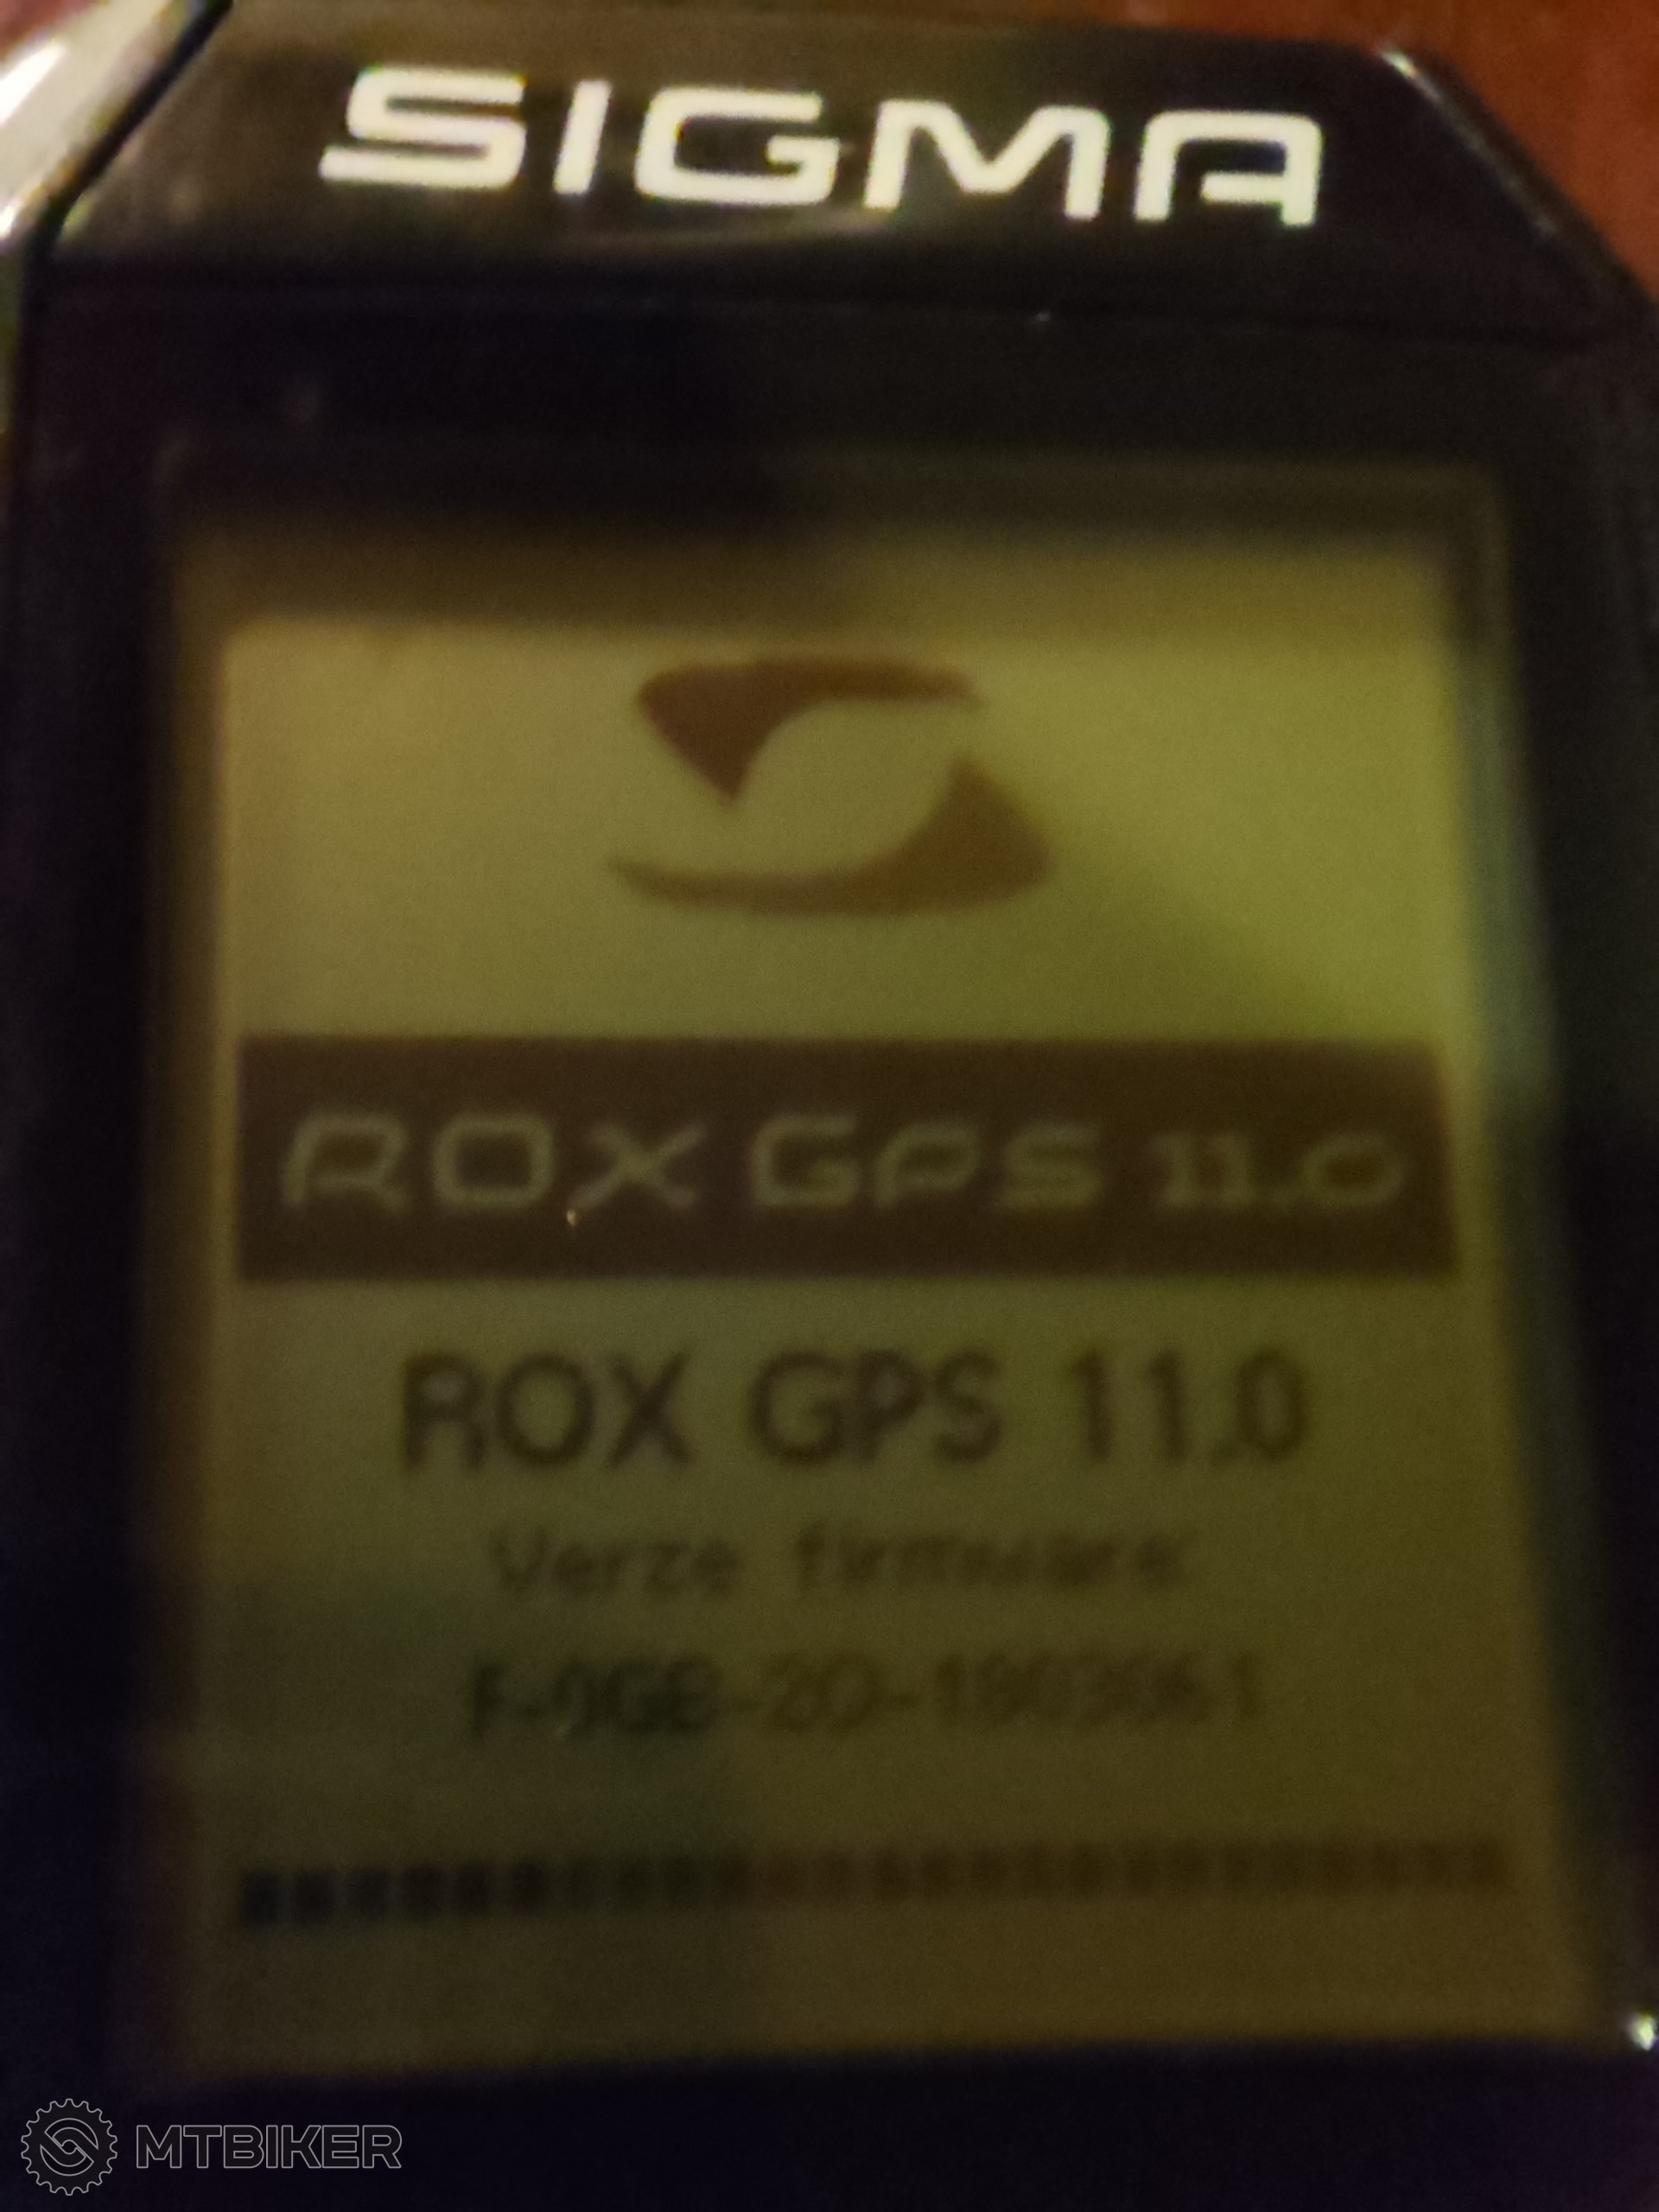 SIGMA
ROX GPS 11.0
ROX GPS 11.0
Verze firmware
MTBIKER